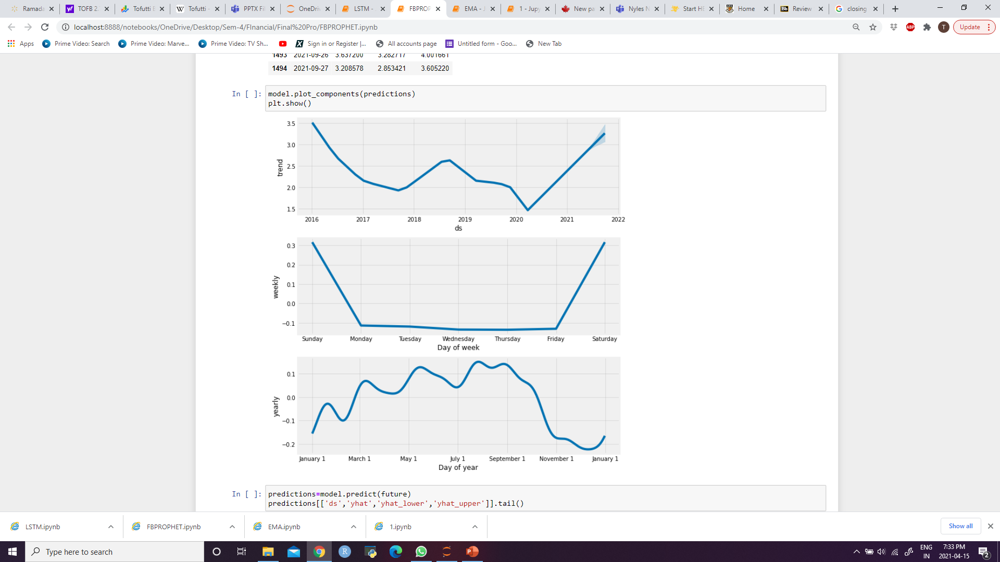 Ramada
TOFB 2.
Tofutti B
Tofutti -
PPTX Fil
OneDriv
LSTM -
FBPROP
EMA - J
1 - Jupy
New pa
Nyles N
Start HE
Home
Bb Review
closing
localhost:8888/notebooks/OneDrive/Desktop/Sem-4/FInancial/Final%20Pro/FBPROPHET.ipynb
ABP
T
Update
Apps
Prime Video: Search
Prime Video: Marve...
Prime Video: TV Sh...
Sign in or Register |...
All accounts page
Untitled form - Goo...
New Tab
1493 2021-09-26 3.637200 3.282717 4.001661
1494 2021-09-27 3.208578 2.853421 3.605220
In [ ]:
model.plot_components(predictions)
plt.show()
3.5
3.0
2.5
2.0
1.5
trend
2016 2017 2018 2019 2020 2021 2022
ds
0.3
0.2
0.1
0.0
−0.1
weekly
Sunday Monday Tuesday Wednesday Thursday Friday Saturday
Day of week
0.1
0.0
−0.1
−0.2
yearly
January 1 March 1 May 1 July 1 September 1 November 1 January 1
Day of year
In [ ]:
predictions=model.predict(future)
predictions[['ds','yhat','yhat_lower','yhat_upper']].tail()
LSTM.ipynb
FBPROPHET.ipynb
EMA.ipynb
1.ipynb
Show all
Type here to search
R
P
ENG
IN
7:33 PM
2021-04-15
2